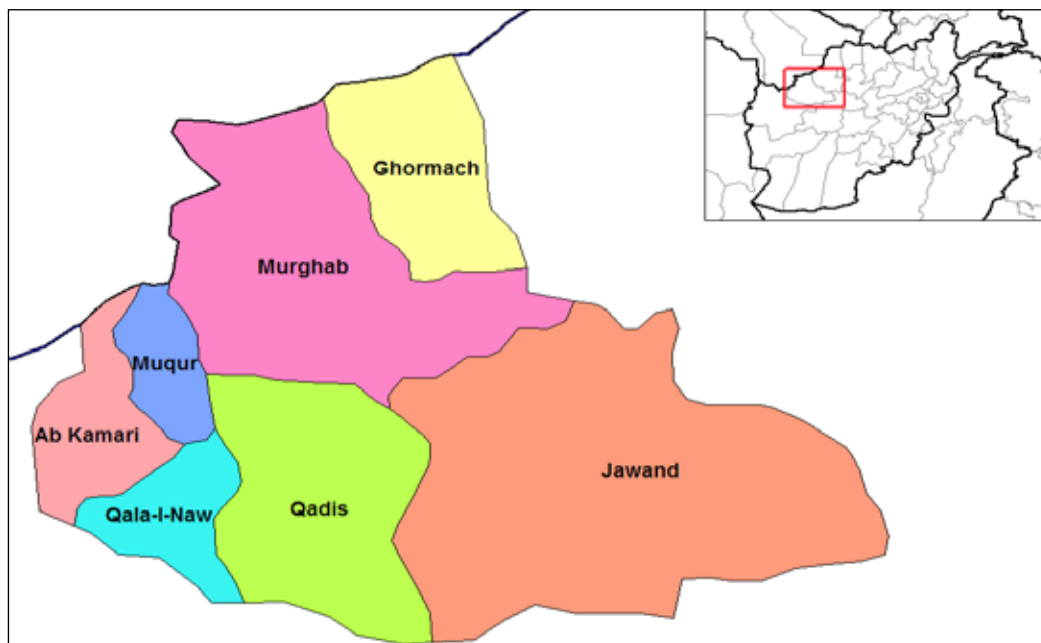 Ghormach
Murghab
Muqur
Ab Kamari
Jawand
Qala-I-Naw
Qadis